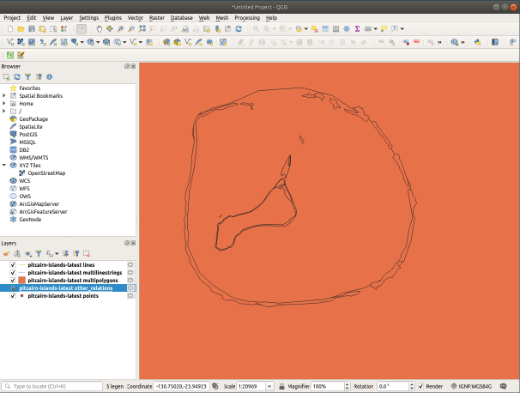 *Untitled Project - QGIS
Project Edit View Layer Settings Plugins Vector Raster Database Web Mesh Processing Help
Browser
Favorites
Spatial Bookmarks
Home
/
GeoPackage
SpatiaLite
PostGIS
MSSQL
DB2
WMS/WMTS
XYZ Tiles
OpenStreetMap
WCS
WFS
OWS
ArcGisMapServer
ArcGisFeatureServer
GeoNode
Layers
pitcairn-islands-latest lines
pitcairn-islands-latest multilinestrings
pitcairn-islands-latest multipolygons
pitcairn-islands-latest other_relations
pitcairn-islands-latest points
Type to locate (Ctrl+K) Coordinate -130.75020,-23.94923 Scale 1:20969 Magnifier 100% Rotation 0.0 ° Render